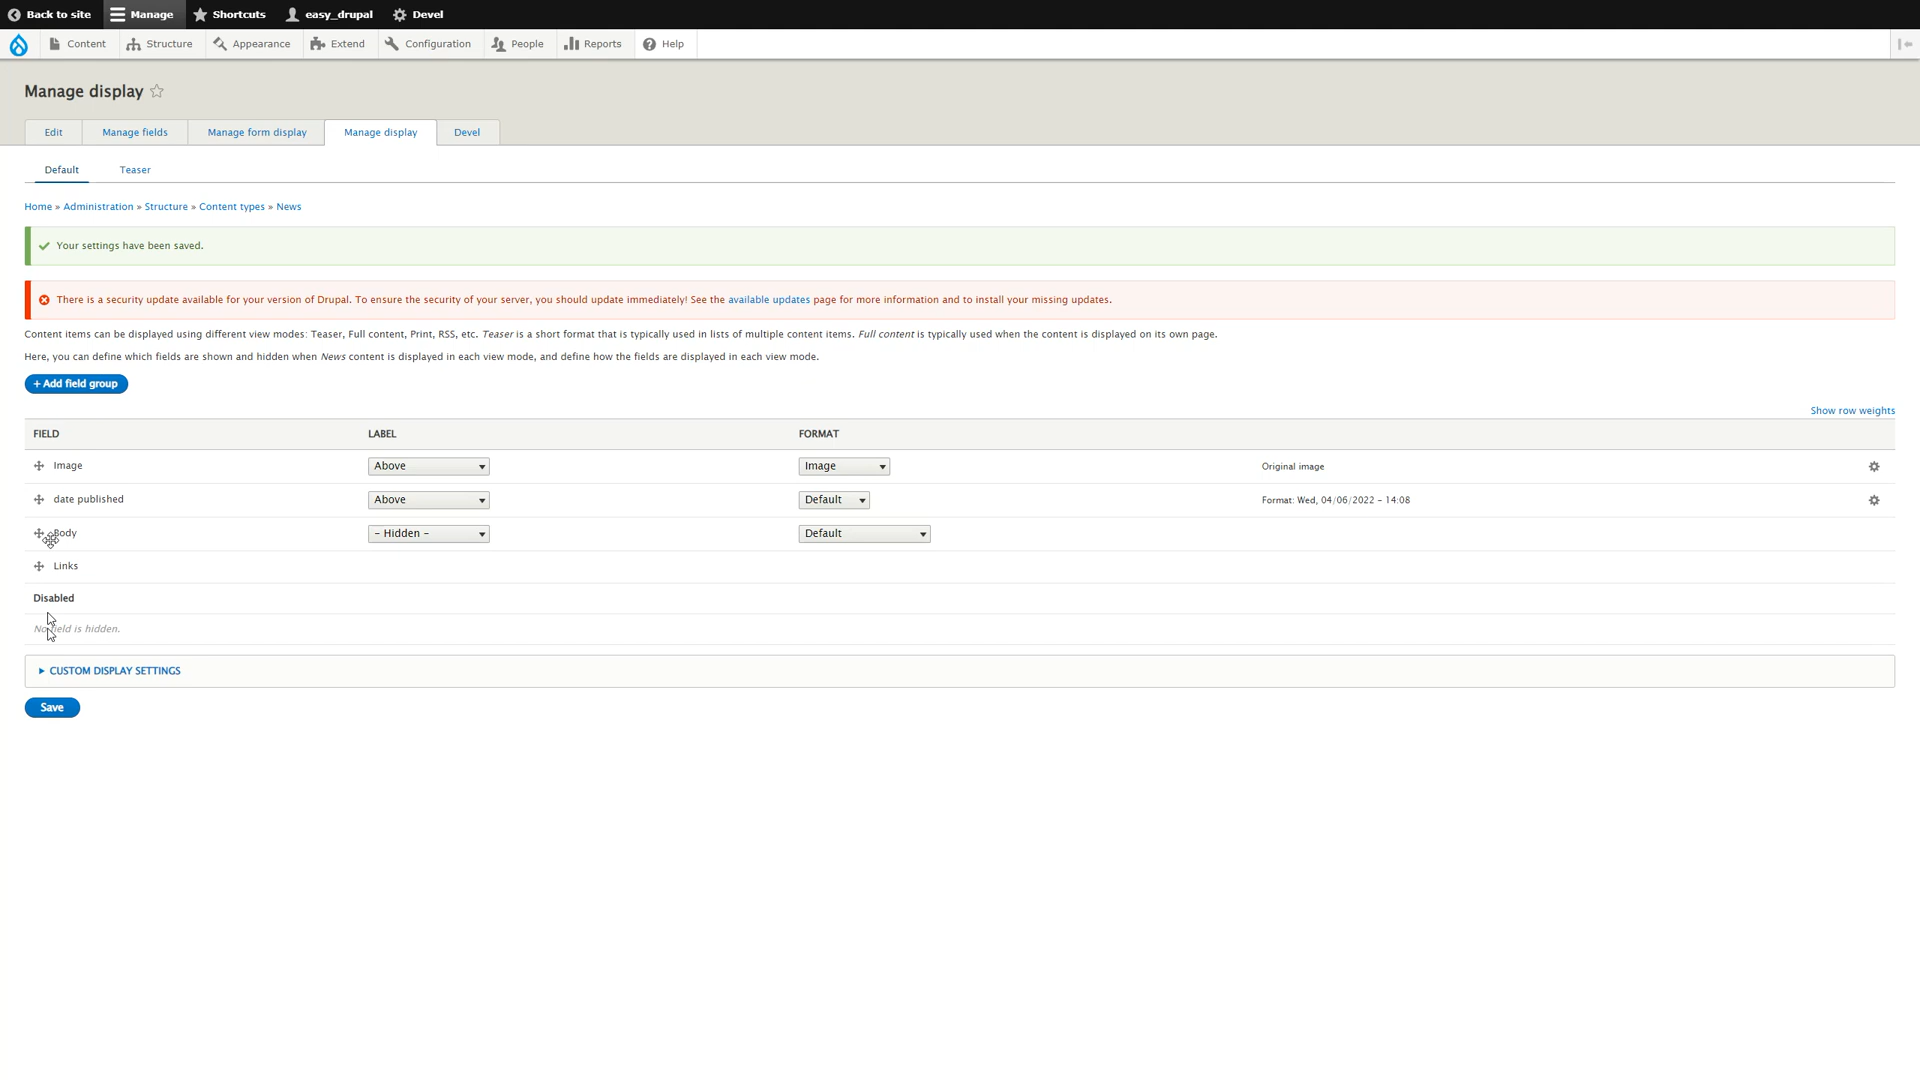 Back to site Manage Shortcuts easy_drupal Devel
Content Structure Appearance Extend Configuration People Reports Help
Manage display
Edit Manage fields Manage form display Manage display Devel
Default Teaser
Home » Administration » Structure » Content types » News
Your settings have been saved.
There is a security update available for your version of Drupal. To ensure the security of your server, you should update immediately! See the available updates page for more information and to install your missing updates.
Content items can be displayed using different view modes: Teaser, Full content, Print, RSS, etc. Teaser is a short format that is typically used in lists of multiple content items. Full content is typically used when the content is displayed on its own page.
Here, you can define which fields are shown and hidden when News content is displayed in each view mode, and define how the fields are displayed in each view mode.
+ Add field group
Show row weights
FIELD LABEL FORMAT
Image Above Image Original image
date published Above Default Format: Wed, 04/06/2022 - 14:08
Body - Hidden - Default
Links
Disabled
No field is hidden.
CUSTOM DISPLAY SETTINGS
Save